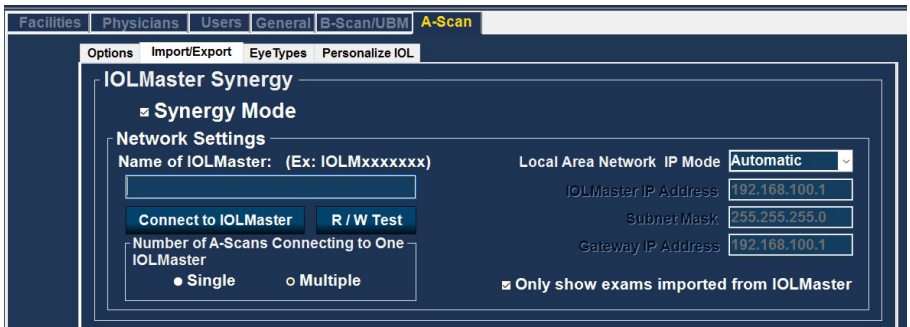 Facilities Physicians Users General B-Scan/UBM A-Scan
Options Import/Export EyeTypes Personalize IOL
IOLMaster Synergy
Synergy Mode
Network Settings
Name of IOLMaster: (Ex: IOLMxxxxxxx)
Connect to IOLMaster R / W Test
Number of A-Scans Connecting to One
IOLMaster
Single Multiple
Local Area Network IP Mode Automatic
IOLMaster IP Address 192.168.100.1
Subnet Mask 255.255.255.0
Gateway IP Address 192.168.100.1
Only show exams imported from IOLMaster